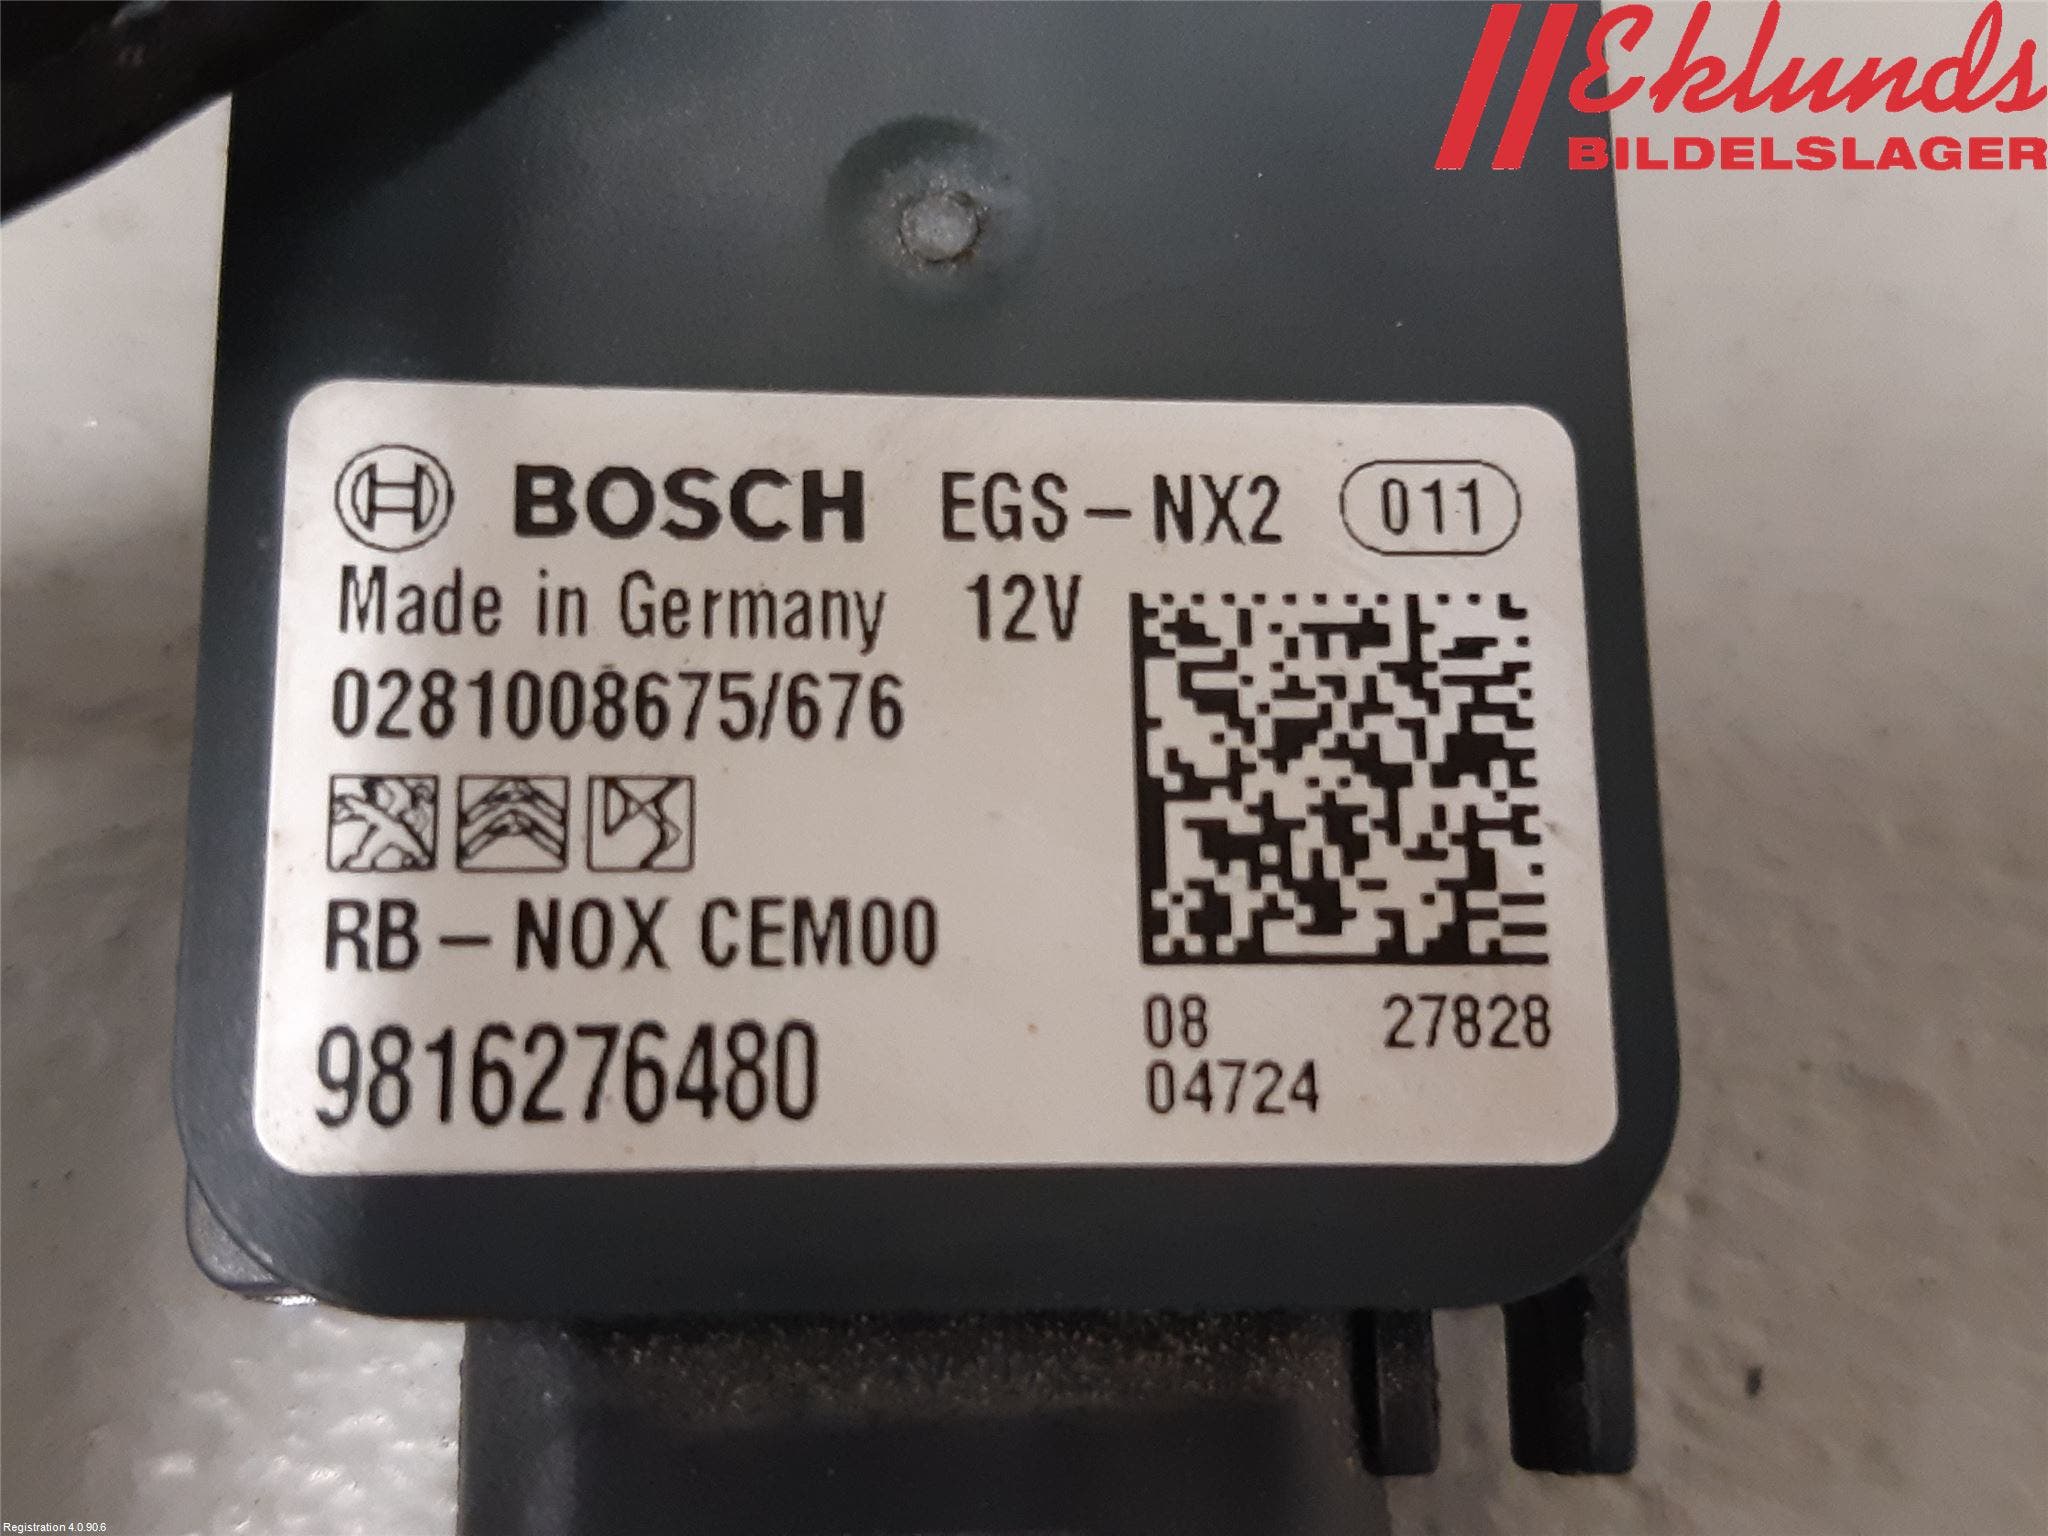 Eklunds
BILDELSLAGER
BOSCH EGS-NX2 011
Made in Germany 12V
0281008675/676
RB-NOX CEM00
9816276480
08 27828
04724
Registration 4.0.90.6